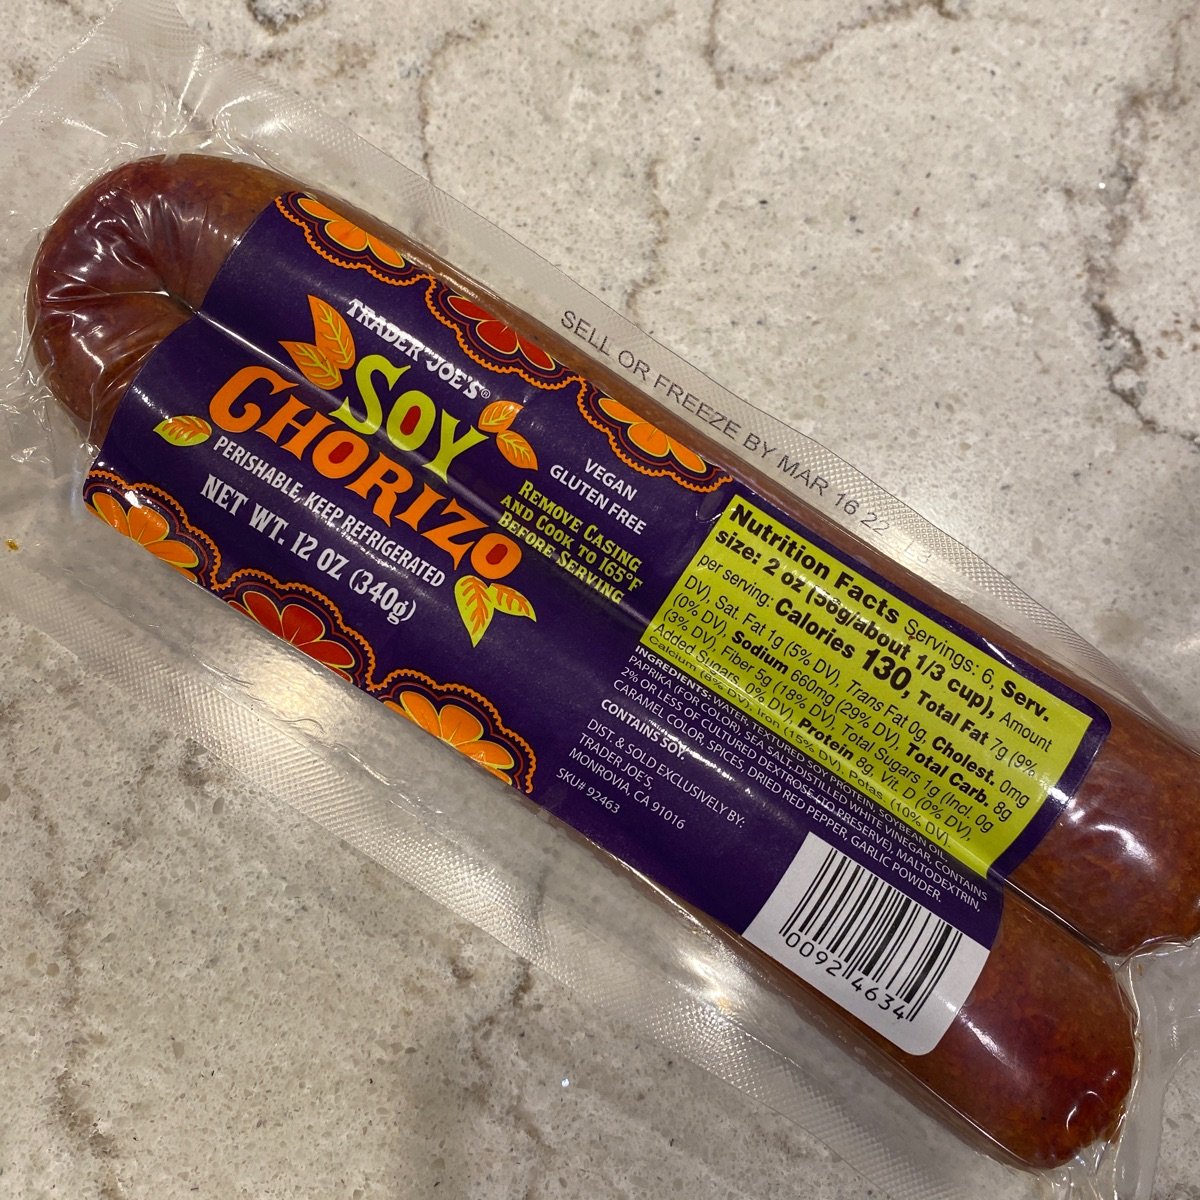 SELL OR FREEZE BY MAR 16 22
TRADER JOE'S®
SOY
CHORIZO
PERISHABLE, KEEP REFRIGERATED
NET WT. 12 OZ (340g)
VEGAN
GLUTEN FREE
REMOVE CASING
AND COOK TO 165°F
BEFORE SERVING
Nutrition Facts Servings: 6, Serv.
size: 2 oz (56g/about 1/3 cup), Amount
per serving: Calories 130, Total Fat 7g (9%
DV), Sat. Fat 1g (5% DV), Trans Fat 0g, Cholest. 0mg
(0% DV), Sodium 660mg (29% DV), Total Carb. 8g
(3% DV), Fiber 5g (18% DV), Total Sugars 1g (Incl. 0g
Added Sugars, 0% DV), Protein 8g, Vit. D (0% DV),
Calcium (8% DV), Iron (15% DV), Potas. (10% DV).
INGREDIENTS: WATER, TEXTURED SOY PROTEIN, SOYBEAN OIL,
PAPRIKA (FOR COLOR), SEA SALT, DISTILLED WHITE VINEGAR, CONTAINS
2% OR LESS OF CULTURED DEXTROSE (TO PRESERVE), MALTODEXTRIN,
CARAMEL COLOR, SPICES, DRIED RED PEPPER, GARLIC POWDER.
CONTAINS SOY.
DIST. & SOLD EXCLUSIVELY BY:
TRADER JOE'S,
MONROVIA, CA 91016
SKU# 92463
0092 4634